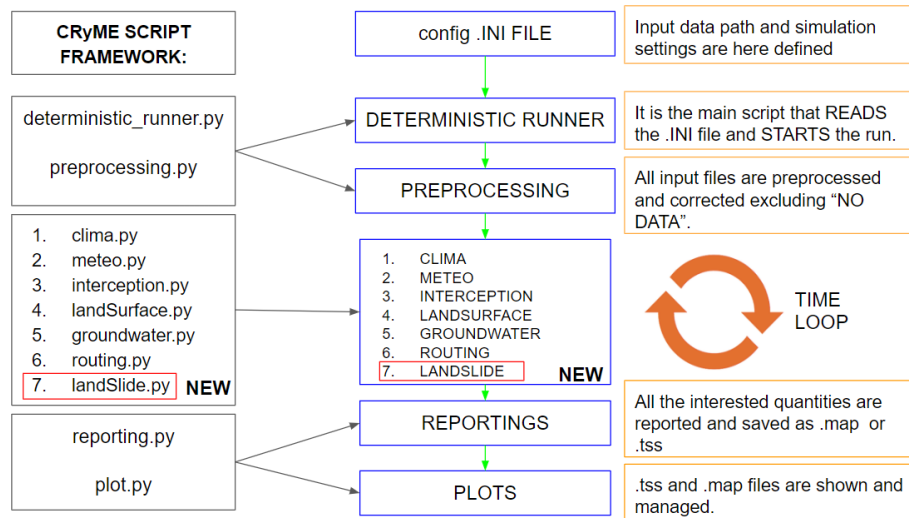 CRyME SCRIPT
FRAMEWORK:
config .INI FILE
Input data path and simulation
settings are here defined
deterministic_runner.py
preprocessing.py
DETERMINISTIC RUNNER
It is the main script that READS
the .INI file and STARTS the run.
PREPROCESSING
All input files are preprocessed
and corrected excluding “NO
DATA”.
1. clima.py
2. meteo.py
3. interception.py
4. landSurface.py
5. groundwater.py
6. routing.py
7. landSlide.py NEW
1. CLIMA
2. METEO
3. INTERCEPTION
4. LANDSURFACE
5. GROUNDWATER
6. ROUTING
7. LANDSLIDE NEW
TIME
LOOP
reporting.py
plot.py
REPORTINGS
All the interested quantities are
reported and saved as .map or
.tss
PLOTS
.tss and .map files are shown and
managed.